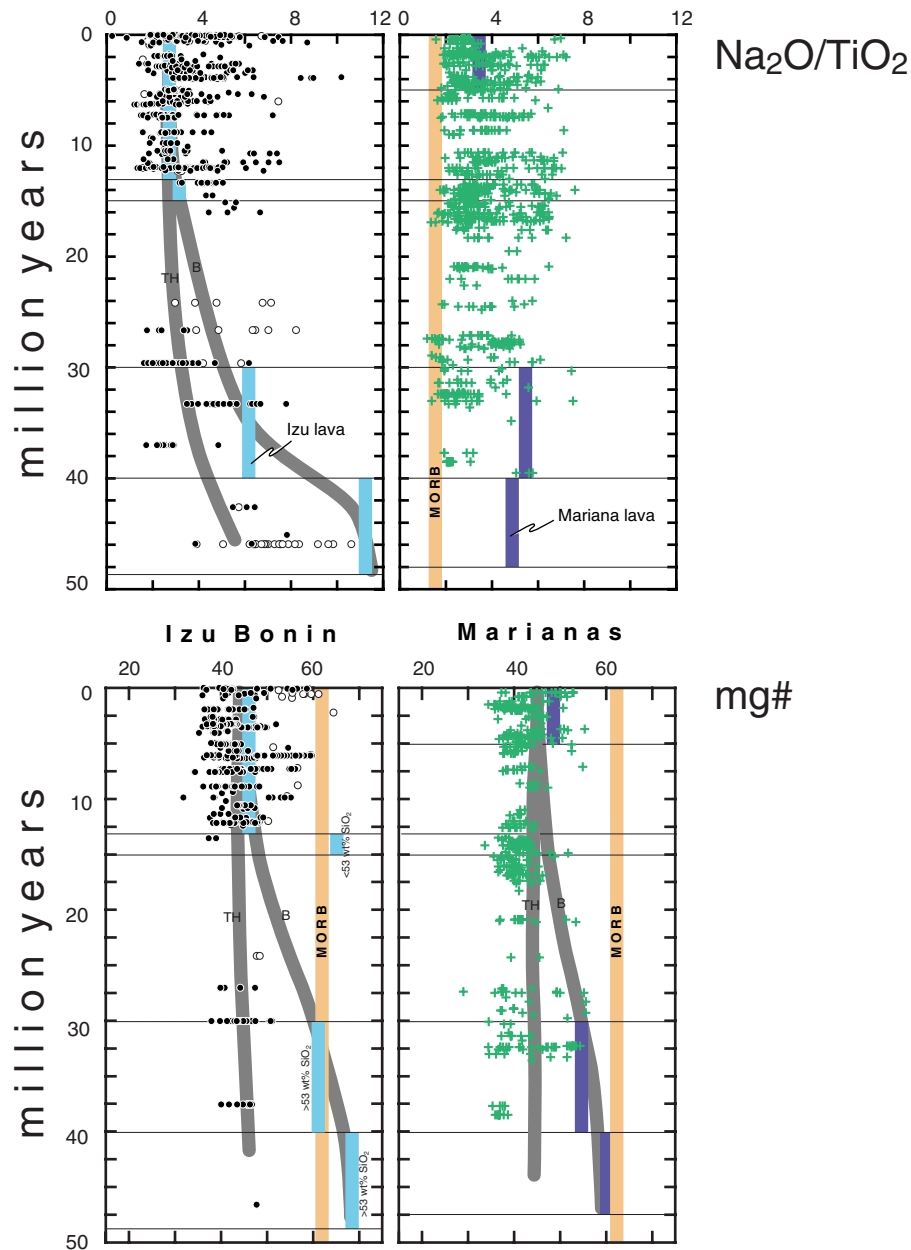 0 4 8 12 0 4 8 12
Na₂O/TiO₂
0
10
20
30
40
50
million years
TH
B
Izu lava
MORB
Mariana lava
Izu Bonin
Marianas
20 40 60 20 40 60
mg#
0
10
20
30
40
50
million years
<53 wt% SiO₂
TH
B
MORB
>53 wt% SiO₂
>53 wt% SiO₂
TH
B
MORB